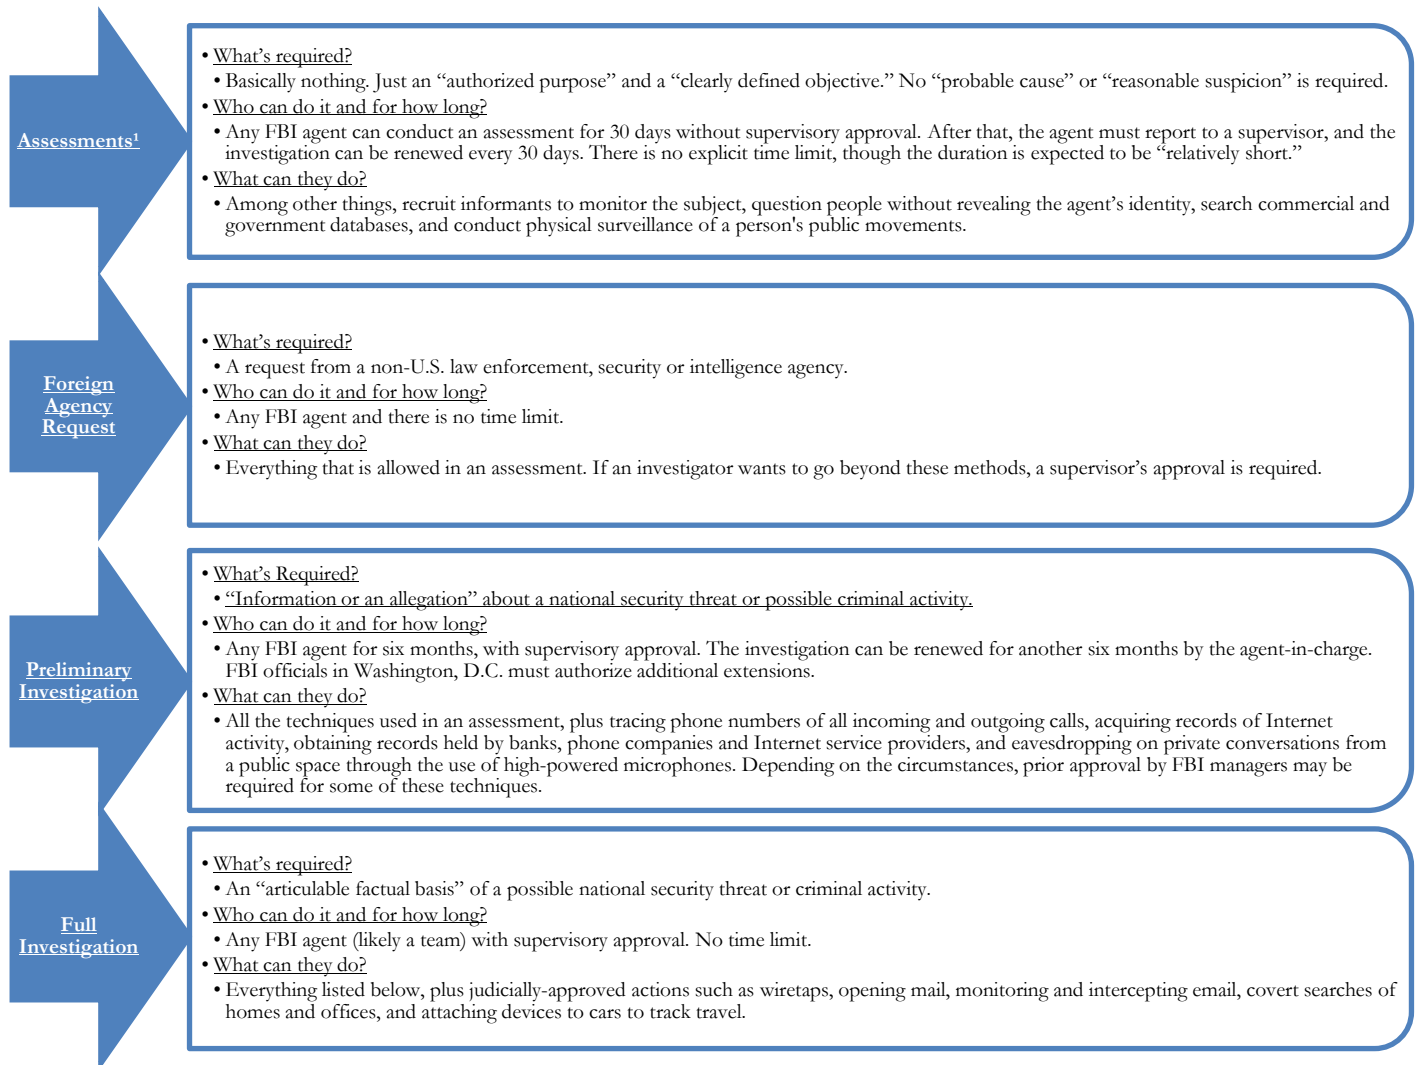 Assessments¹
• What's required?
• Basically nothing. Just an “authorized purpose” and a “clearly defined objective.” No “probable cause” or “reasonable suspicion” is required.
• Who can do it and for how long?
• Any FBI agent can conduct an assessment for 30 days without supervisory approval. After that, the agent must report to a supervisor, and the
investigation can be renewed every 30 days. There is no explicit time limit, though the duration is expected to be “relatively short.”
• What can they do?
• Among other things, recruit informants to monitor the subject, question people without revealing the agent’s identity, search commercial and
government databases, and conduct physical surveillance of a person's public movements.
Foreign
Agency
Request
• What’s required?
• A request from a non-U.S. law enforcement, security or intelligence agency.
• Who can do it and for how long?
• Any FBI agent and there is no time limit.
• What can they do?
• Everything that is allowed in an assessment. If an investigator wants to go beyond these methods, a supervisor’s approval is required.
Preliminary
Investigation
• What’s Required?
• “Information or an allegation” about a national security threat or possible criminal activity.
• Who can do it and for how long?
• Any FBI agent for six months, with supervisory approval. The investigation can be renewed for another six months by the agent-in-charge.
FBI officials in Washington, D.C. must authorize additional extensions.
• What can they do?
• All the techniques used in an assessment, plus tracing phone numbers of all incoming and outgoing calls, acquiring records of Internet
activity, obtaining records held by banks, phone companies and Internet service providers, and eavesdropping on private conversations from
a public space through the use of high-powered microphones. Depending on the circumstances, prior approval by FBI managers may be
required for some of these techniques.
Full
Investigation
• What’s required?
• An “articulable factual basis” of a possible national security threat or criminal activity.
• Who can do it and for how long?
• Any FBI agent (likely a team) with supervisory approval. No time limit.
• What can they do?
• Everything listed below, plus judicially-approved actions such as wiretaps, opening mail, monitoring and intercepting email, covert searches of
homes and offices, and attaching devices to cars to track travel.